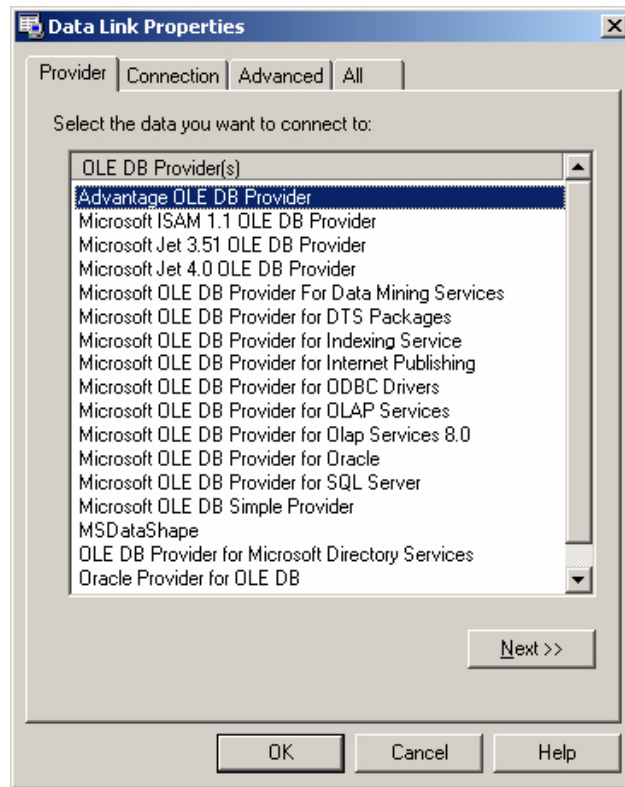 Data Link Properties
Provider Connection Advanced All
Select the data you want to connect to:
OLE DB Provider(s)
Advantage OLE DB Provider
Microsoft ISAM 1.1 OLE DB Provider
Microsoft Jet 3.51 OLE DB Provider
Microsoft Jet 4.0 OLE DB Provider
Microsoft OLE DB Provider For Data Mining Services
Microsoft OLE DB Provider for DTS Packages
Microsoft OLE DB Provider for Indexing Service
Microsoft OLE DB Provider for Internet Publishing
Microsoft OLE DB Provider for ODBC Drivers
Microsoft OLE DB Provider for OLAP Services
Microsoft OLE DB Provider for Olap Services 8.0
Microsoft OLE DB Provider for Oracle
Microsoft OLE DB Provider for SQL Server
Microsoft OLE DB Simple Provider
MSDataShape
OLE DB Provider for Microsoft Directory Services
Oracle Provider for OLE DB
Next >>
OK Cancel Help